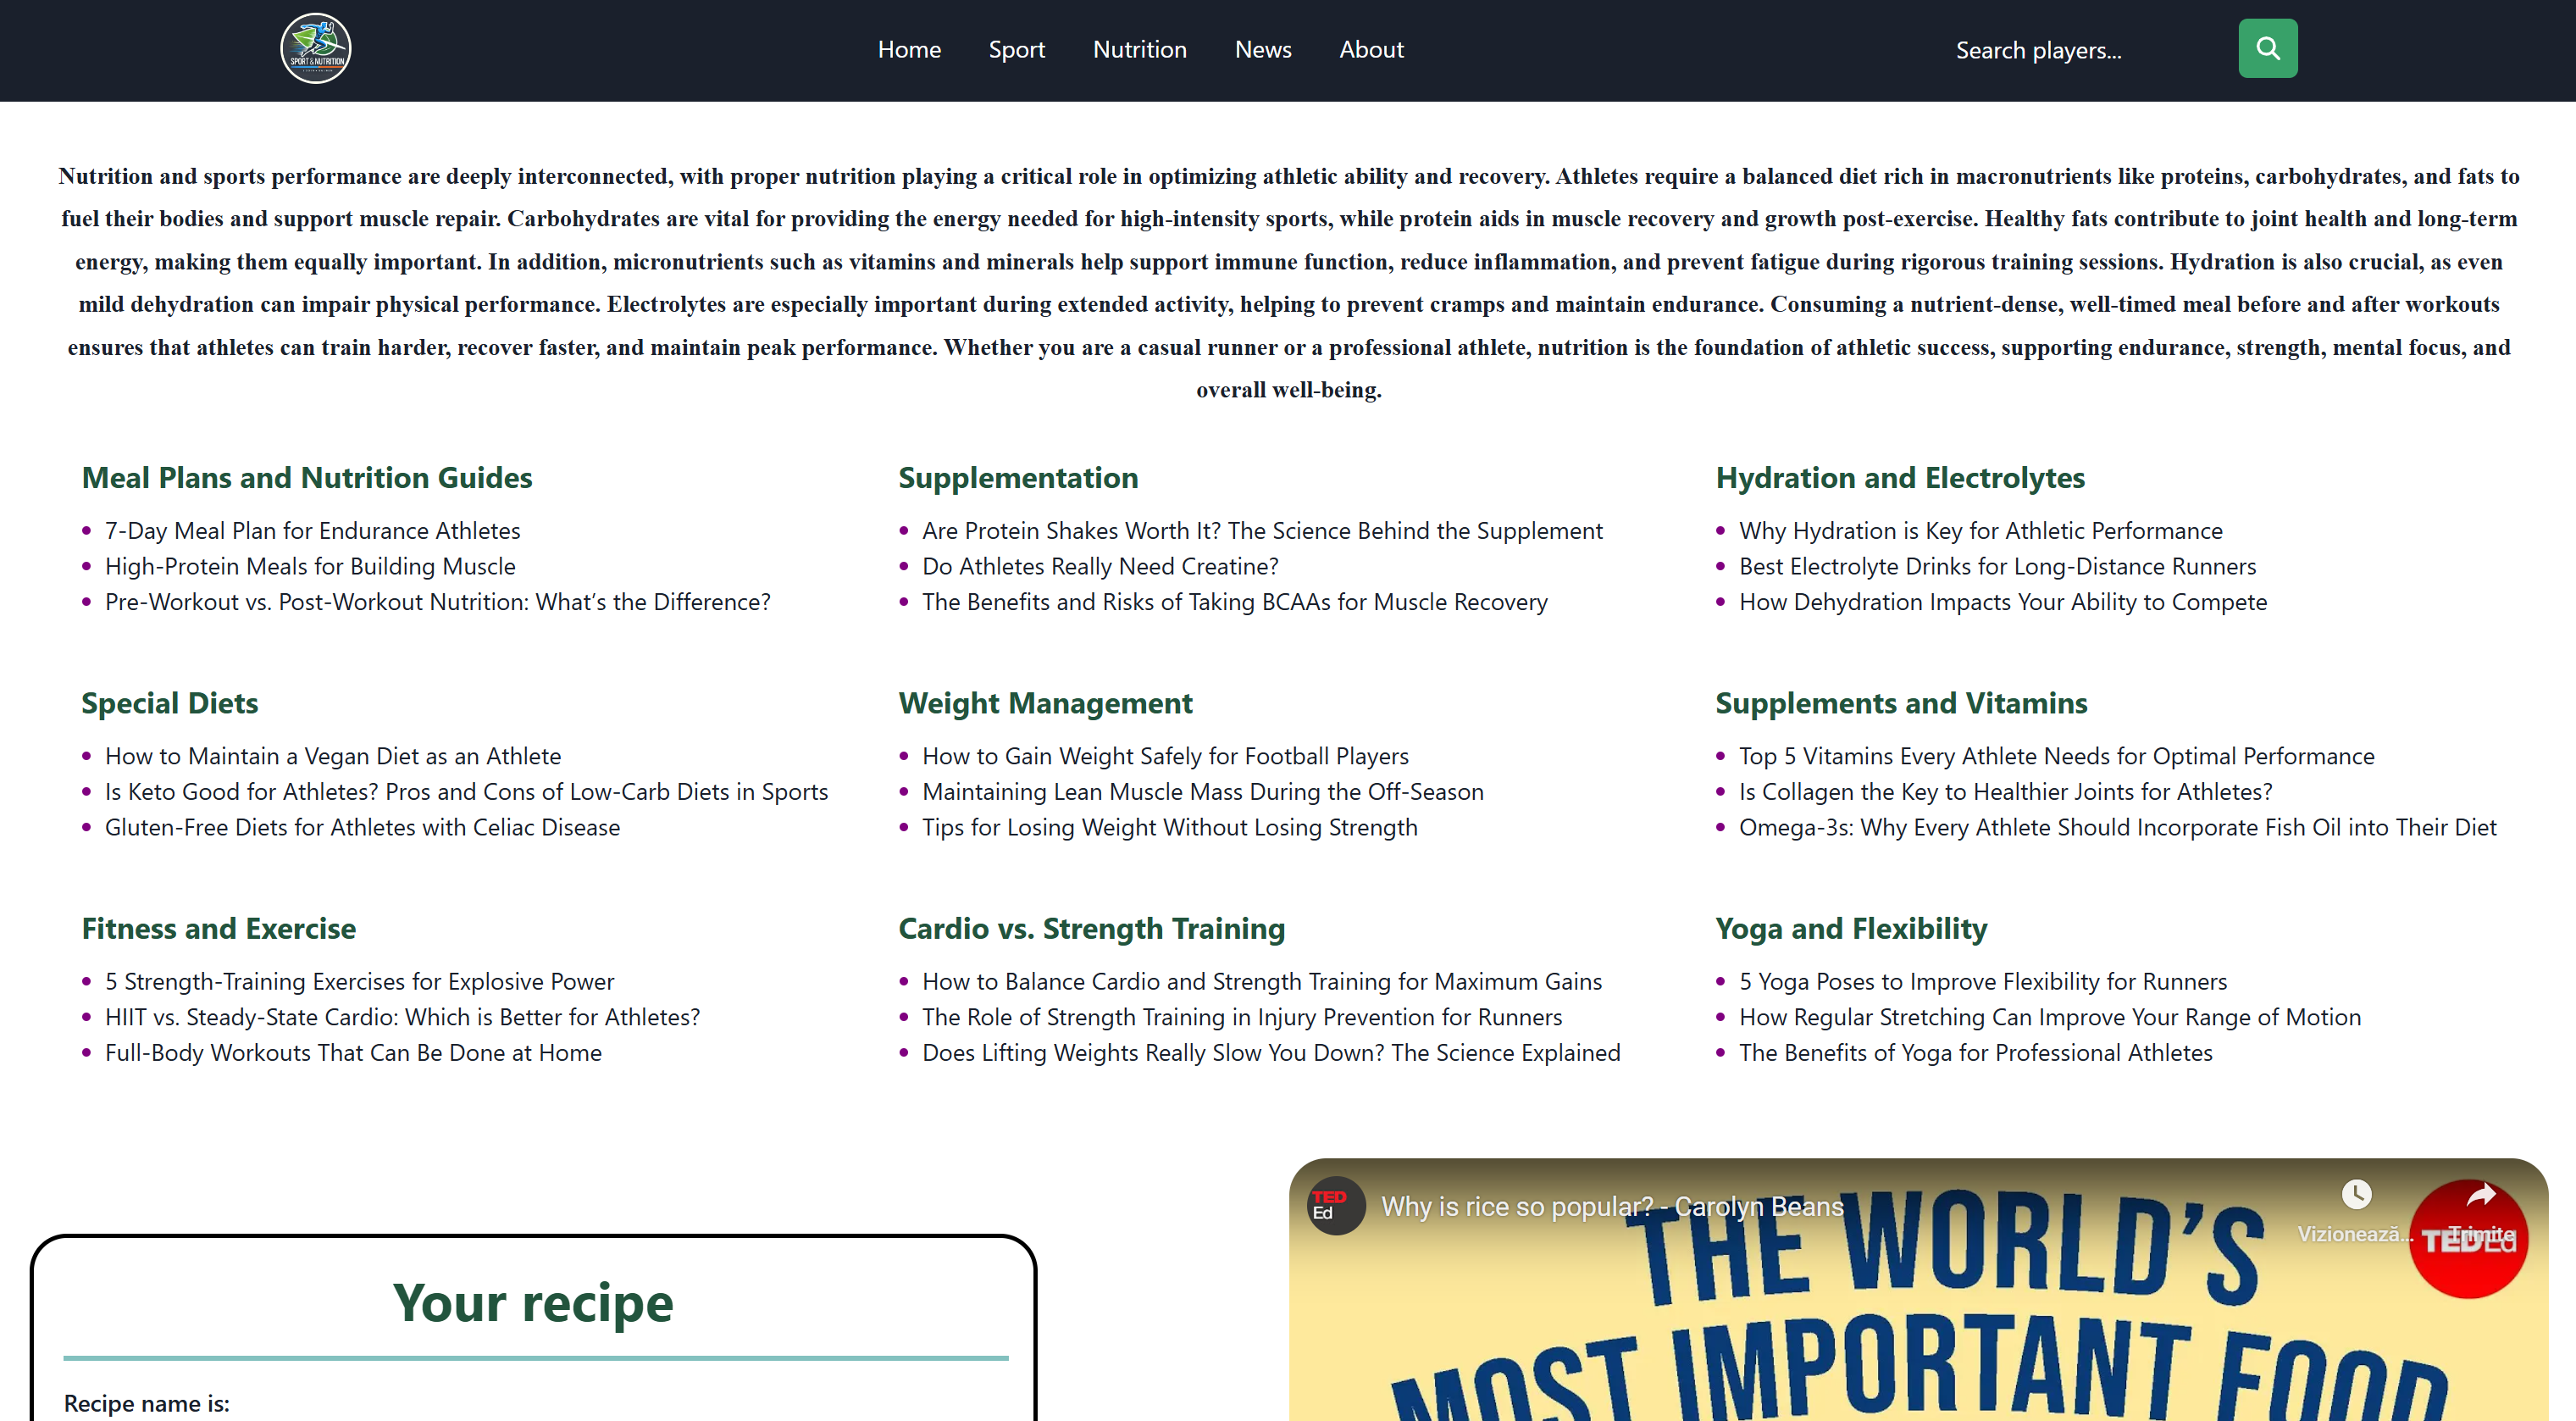 SPORT & NUTRITION
Home
Sport
Nutrition
News
About
Search players...
Nutrition and sports performance are deeply interconnected, with proper nutrition playing a critical role in optimizing athletic ability and recovery. Athletes require a balanced diet rich in macronutrients like proteins, carbohydrates, and fats to
fuel their bodies and support muscle repair. Carbohydrates are vital for providing the energy needed for high-intensity sports, while protein aids in muscle recovery and growth post-exercise. Healthy fats contribute to joint health and long-term
energy, making them equally important. In addition, micronutrients such as vitamins and minerals help support immune function, reduce inflammation, and prevent fatigue during rigorous training sessions. Hydration is also crucial, as even
mild dehydration can impair physical performance. Electrolytes are especially important during extended activity, helping to prevent cramps and maintain endurance. Consuming a nutrient-dense, well-timed meal before and after workouts
ensures that athletes can train harder, recover faster, and maintain peak performance. Whether you are a casual runner or a professional athlete, nutrition is the foundation of athletic success, supporting endurance, strength, mental focus, and
overall well-being.
Meal Plans and Nutrition Guides
7-Day Meal Plan for Endurance Athletes
High-Protein Meals for Building Muscle
Pre-Workout vs. Post-Workout Nutrition: What’s the Difference?
Supplementation
Are Protein Shakes Worth It? The Science Behind the Supplement
Do Athletes Really Need Creatine?
The Benefits and Risks of Taking BCAAs for Muscle Recovery
Hydration and Electrolytes
Why Hydration is Key for Athletic Performance
Best Electrolyte Drinks for Long-Distance Runners
How Dehydration Impacts Your Ability to Compete
Special Diets
How to Maintain a Vegan Diet as an Athlete
Is Keto Good for Athletes? Pros and Cons of Low-Carb Diets in Sports
Gluten-Free Diets for Athletes with Celiac Disease
Weight Management
How to Gain Weight Safely for Football Players
Maintaining Lean Muscle Mass During the Off-Season
Tips for Losing Weight Without Losing Strength
Supplements and Vitamins
Top 5 Vitamins Every Athlete Needs for Optimal Performance
Is Collagen the Key to Healthier Joints for Athletes?
Omega-3s: Why Every Athlete Should Incorporate Fish Oil into Their Diet
Fitness and Exercise
5 Strength-Training Exercises for Explosive Power
HIIT vs. Steady-State Cardio: Which is Better for Athletes?
Full-Body Workouts That Can Be Done at Home
Cardio vs. Strength Training
How to Balance Cardio and Strength Training for Maximum Gains
The Role of Strength Training in Injury Prevention for Runners
Does Lifting Weights Really Slow You Down? The Science Explained
Yoga and Flexibility
5 Yoga Poses to Improve Flexibility for Runners
How Regular Stretching Can Improve Your Range of Motion
The Benefits of Yoga for Professional Athletes
Your recipe
Recipe name is:
TED
Ed
Why is rice so popular? - Carolyn Beans
Vizionează...
Trimite
TEDEd
THE WORLD’S
MOST IMPORTANT FOOD